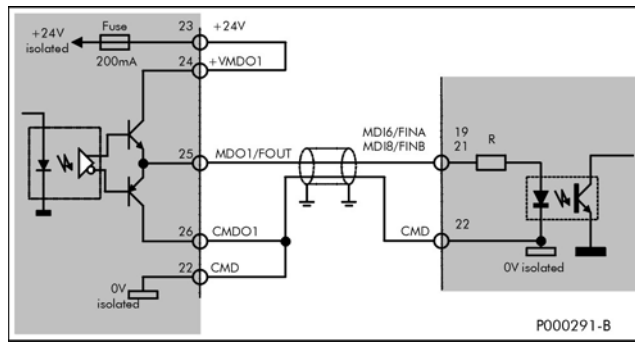 +24V
isolated
Fuse
200mA
23
+24V
24
+VMDO1
25
MDO1/FOUT
26
CMDO1
22
CMD
0V
isolated
MDI6/FINA
MDI8/FINB
19
21
R
CMD
22
0V isolated
P000291-B